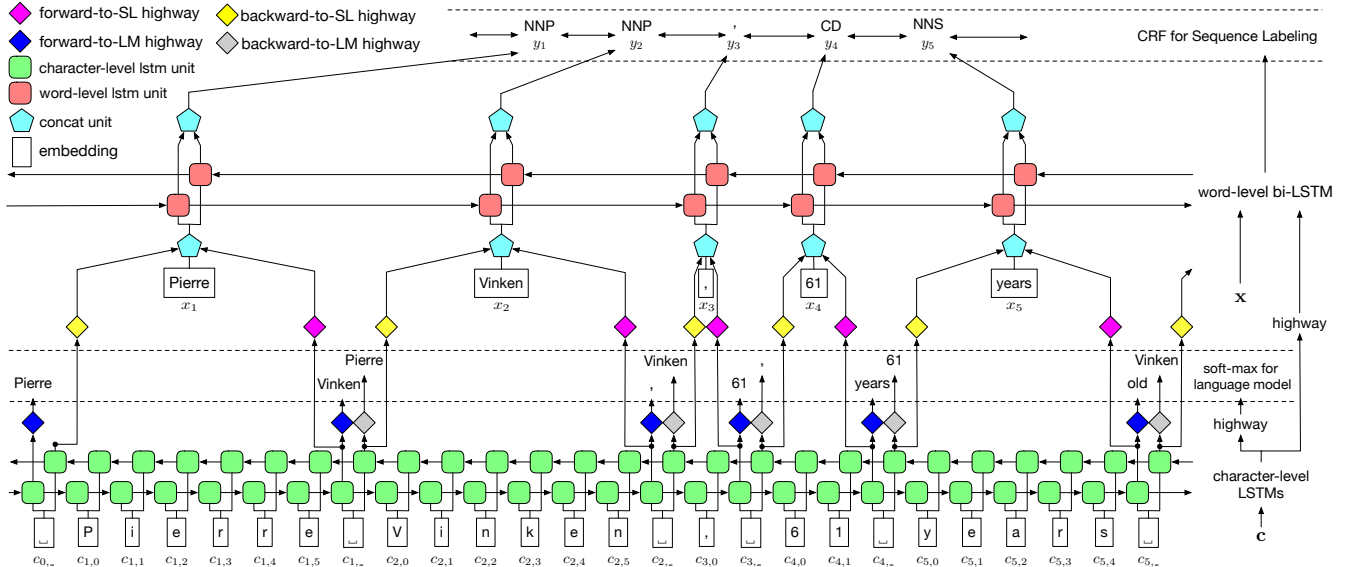 forward-to-SL highway
backward-to-SL highway
forward-to-LM highway
backward-to-LM highway
character-level lstm unit
word-level lstm unit
concat unit
embedding
NNP NNP , CD NNS
y1 y2 y3 y4 y5
CRF for Sequence Labeling
word-level bi-LSTM
Pierre Vinken , 61 years
x1 x2 x3 x4 x5
x
highway
Pierre Vinken , 61 Vinken
soft-max for
language model
Pierre Vinken , 61 years old
highway
character-level
LSTMs
␣ P i e r r e ␣ V i n k e n ␣ , ␣ 6 1 ␣ y e a r s ␣
c
c0,_ c1,0 c1,1 c1,2 c1,3 c1,4 c1,5 c1,_ c2,0 c2,1 c2,2 c2,3 c2,4 c2,5 c2,_ c3,0 c3,_ c4,0 c4,1 c4,_ c5,0 c5,1 c5,2 c5,3 c5,4 c5,_